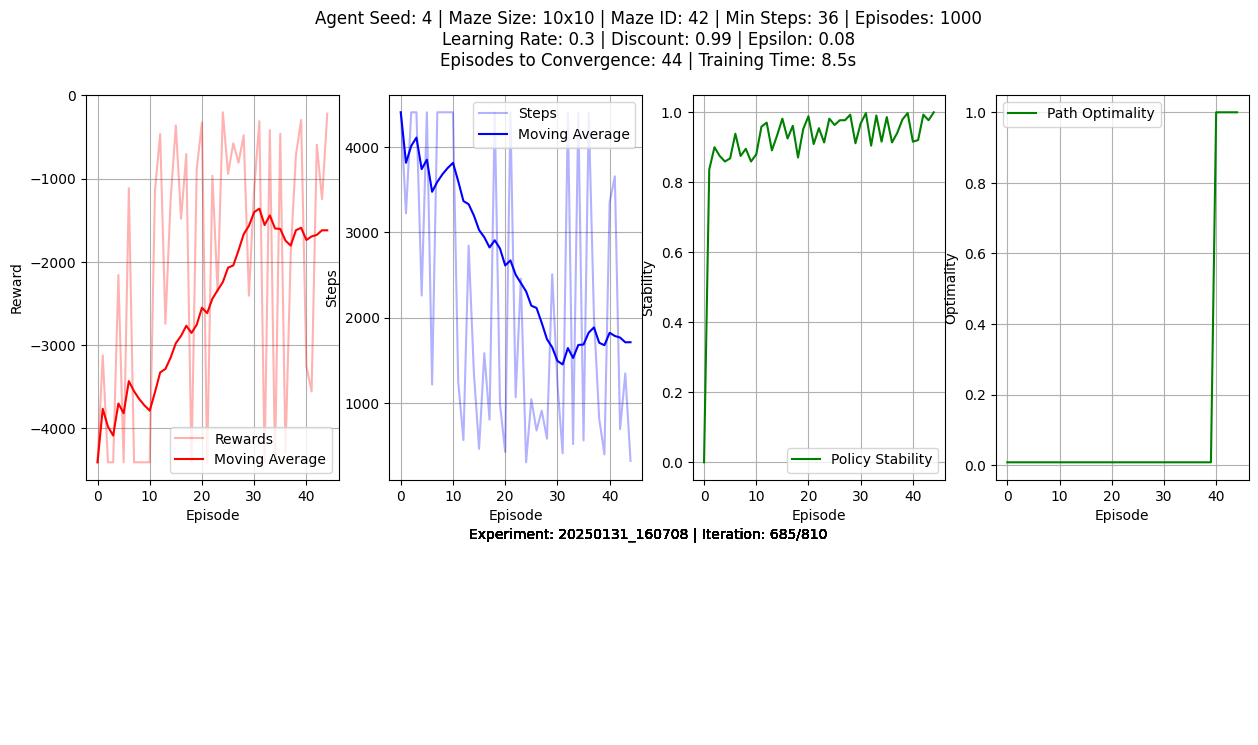 Agent Seed: 4 | Maze Size: 10x10 | Maze ID: 42 | Min Steps: 36 | Episodes: 1000
Learning Rate: 0.3 | Discount: 0.99 | Epsilon: 0.08
Episodes to Convergence: 44 | Training Time: 8.5s
0
−1000
−2000
−3000
−4000
Reward
0 10 20 30 40
Episode
Rewards
Moving Average
4000
3000
2000
1000
Steps
0 10 20 30 40
Episode
Steps
Moving Average
1.0
0.8
0.6
0.4
0.2
0.0
Stability
0 10 20 30 40
Episode
Policy Stability
1.0
0.8
0.6
0.4
0.2
0.0
Optimality
0 10 20 30 40
Episode
Path Optimality
Experiment: 20250131_160708 | Iteration: 685/810